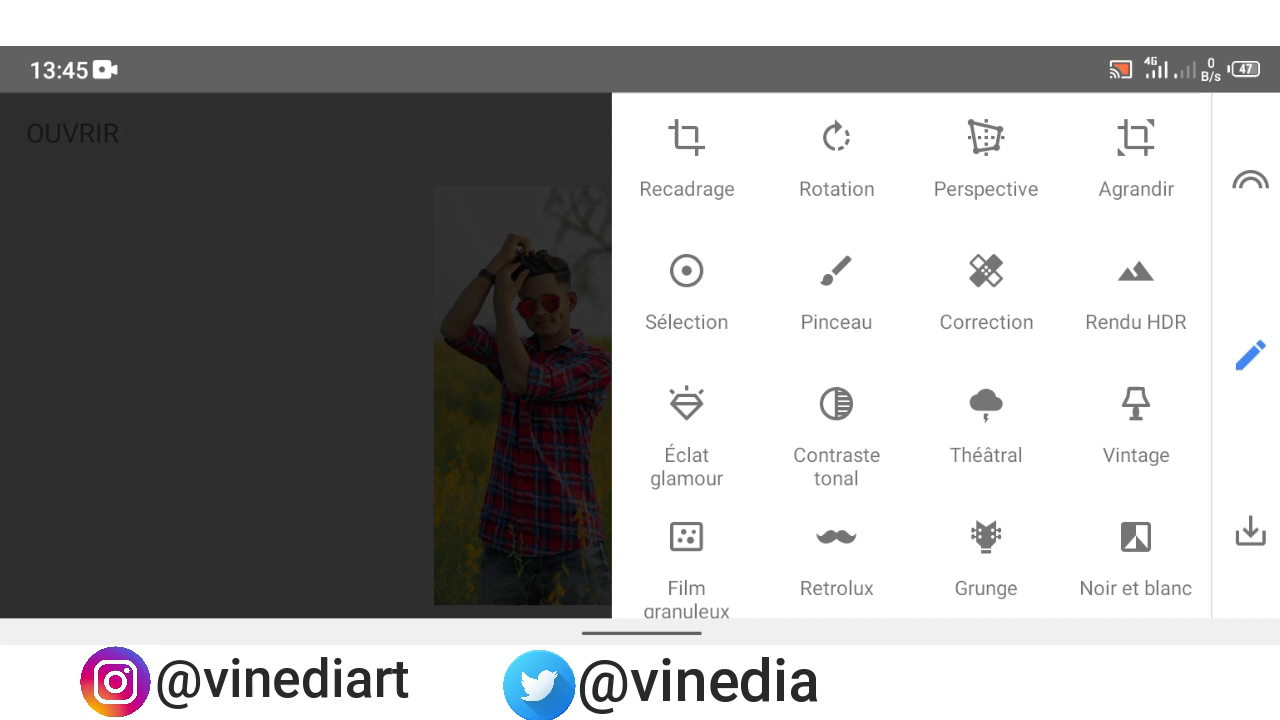 13:45
4G
0
B/s
47
OUVRIR
Recadrage
Rotation
Perspective
Agrandir
Sélection
Pinceau
Correction
Rendu HDR
Éclat
glamour
Contraste
tonal
Théâtral
Vintage
Film
granuleux
Retrolux
Grunge
Noir et blanc
@vinediart
@vinedia